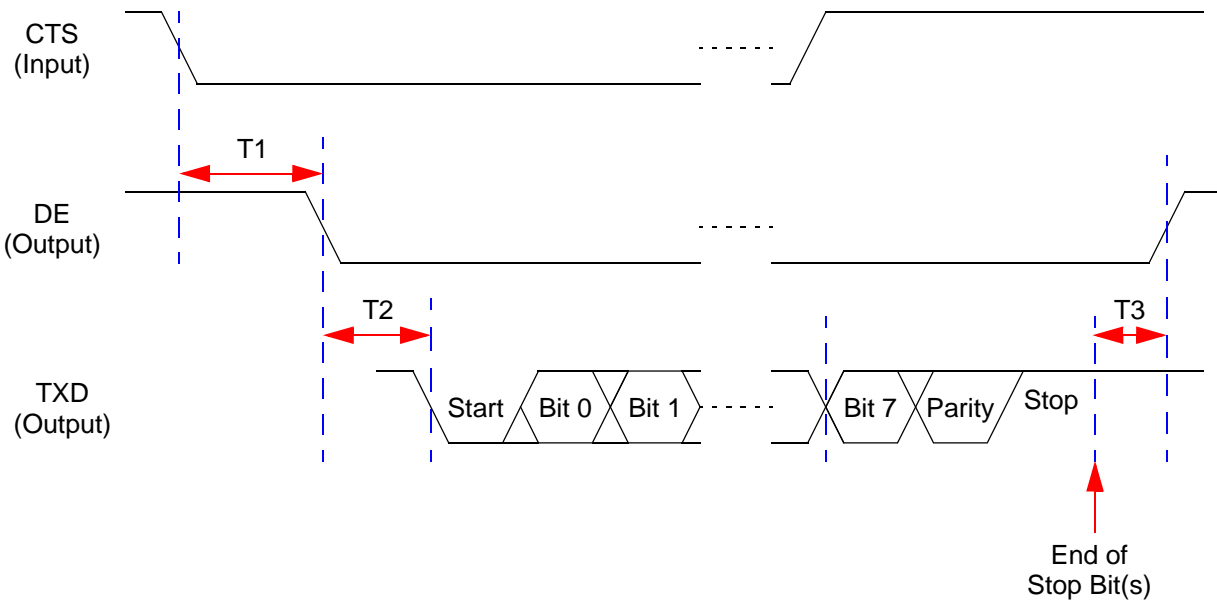 CTS
(Input)
T1
DE
(Output)
T2
T3
TXD
(Output)
Start
Bit 0
Bit 1
Bit 7
Parity
Stop
End of
Stop Bit(s)